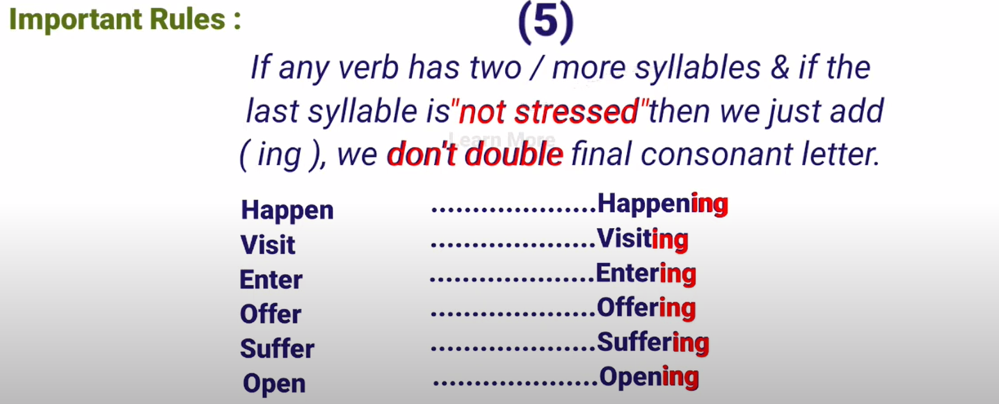 Important Rules :
(5)
If any verb has two / more syllables & if the
last syllable is"not stressed"then we just add
( ing ), we don't double final consonant letter.
Learn More
Happen ....................Happening
Visit ....................Visiting
Enter ....................Entering
Offer ....................Offering
Suffer ....................Suffering
Open ....................Opening